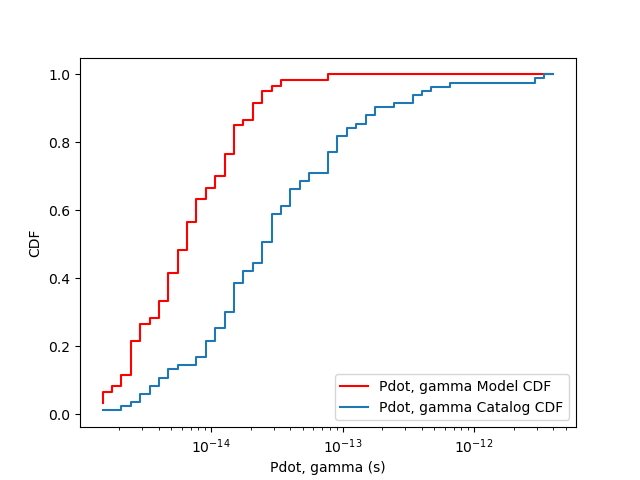 1.0
0.8
0.6
0.4
0.2
0.0
CDF
10⁻¹⁴
10⁻¹³
10⁻¹²
Pdot, gamma (s)
Pdot, gamma Model CDF
Pdot, gamma Catalog CDF